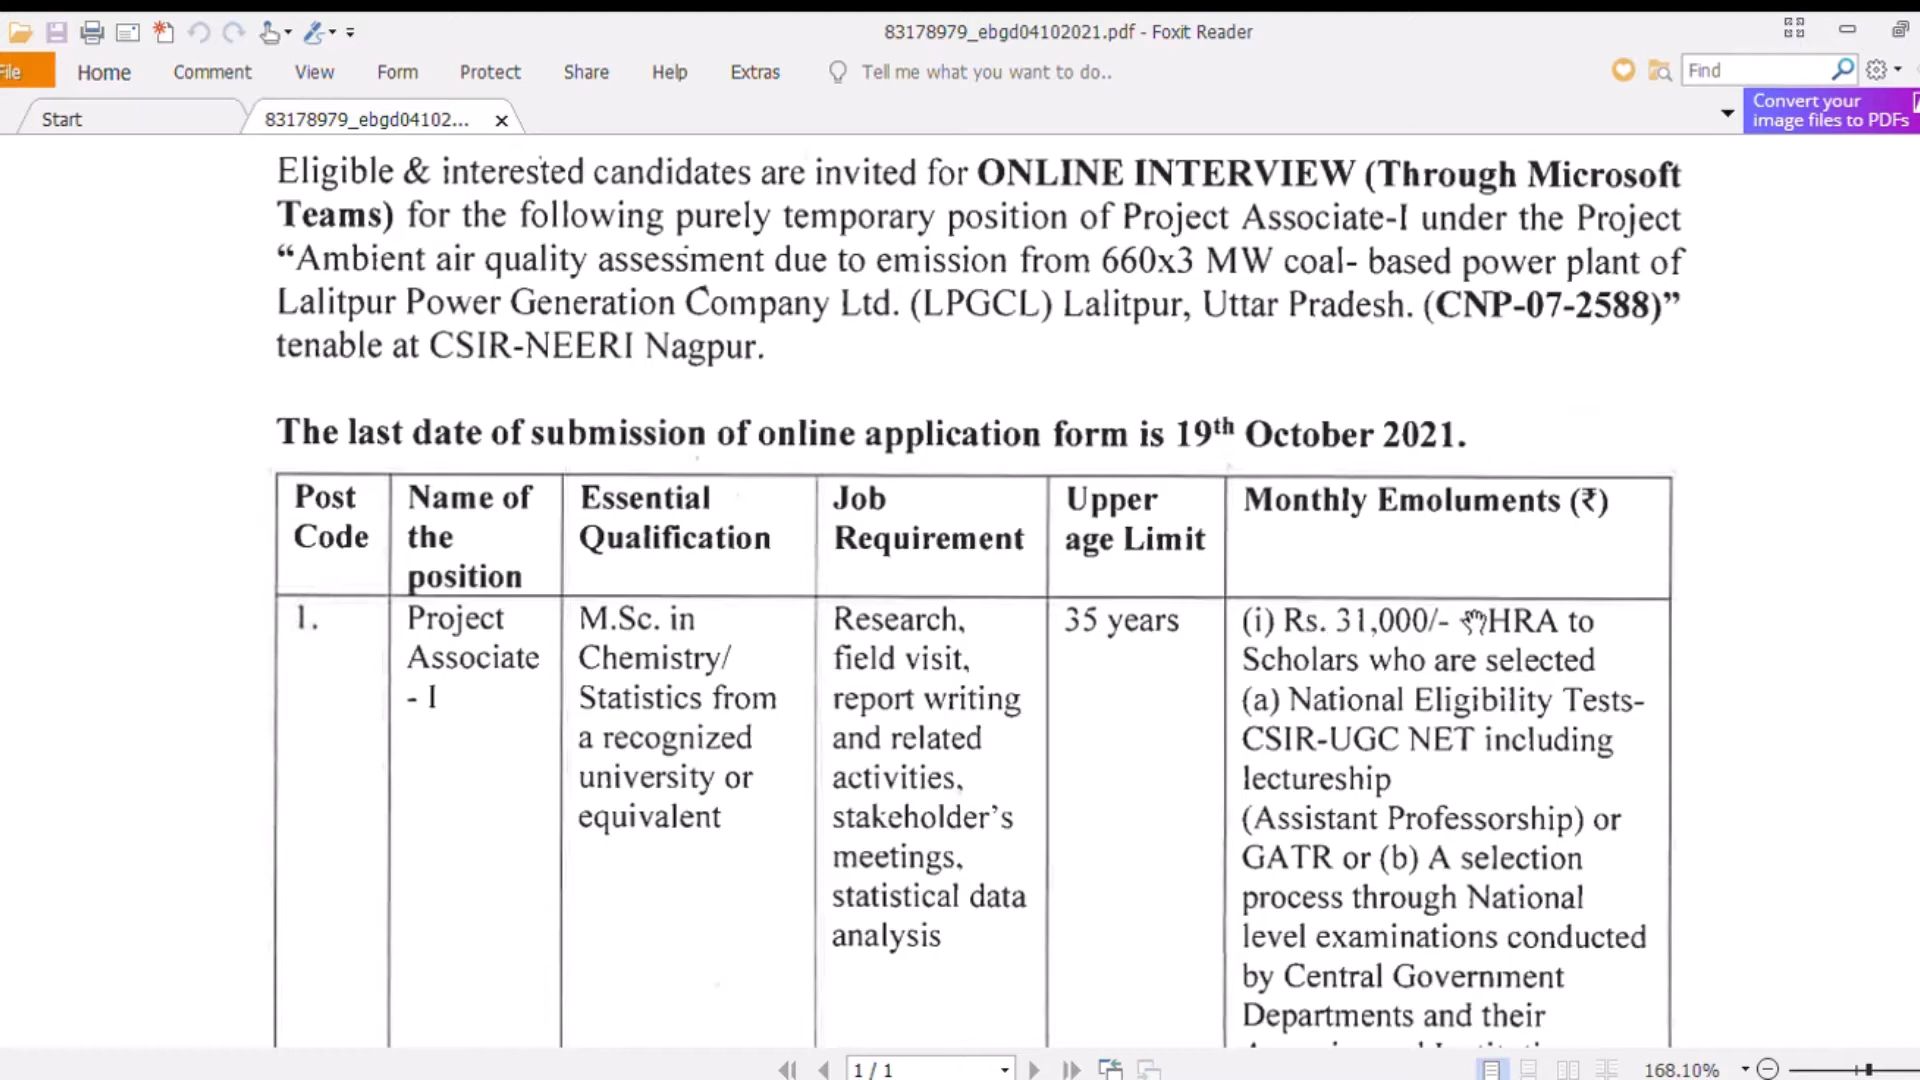 83178979_ebgd04102021.pdf - Foxit Reader
File Home Comment View Form Protect Share Help Extras Tell me what you want to do.. Find
Start 83178979_ebgd04102... Convert your
image files to PDFs
Eligible & interested candidates are invited for ONLINE INTERVIEW (Through Microsoft
Teams) for the following purely temporary position of Project Associate-I under the Project
“Ambient air quality assessment due to emission from 660x3 MW coal- based power plant of
Lalitpur Power Generation Company Ltd. (LPGCL) Lalitpur, Uttar Pradesh. (CNP-07-2588)”
tenable at CSIR-NEERI Nagpur.
The last date of submission of online application form is 19th October 2021.
Post
Code
Name of
the
position
Essential
Qualification
Job
Requirement
Upper
age Limit
Monthly Emoluments (₹)
1.
Project
Associate
- I
M.Sc. in
Chemistry/
Statistics from
a recognized
university or
equivalent
Research,
field visit,
report writing
and related
activities,
stakeholder’s
meetings,
statistical data
analysis
35 years
(i) Rs. 31,000/- HRA to
Scholars who are selected
(a) National Eligibility Tests-
CSIR-UGC NET including
lectureship
(Assistant Professorship) or
GATR or (b) A selection
process through National
level examinations conducted
by Central Government
Departments and their
1 / 1
168.10%